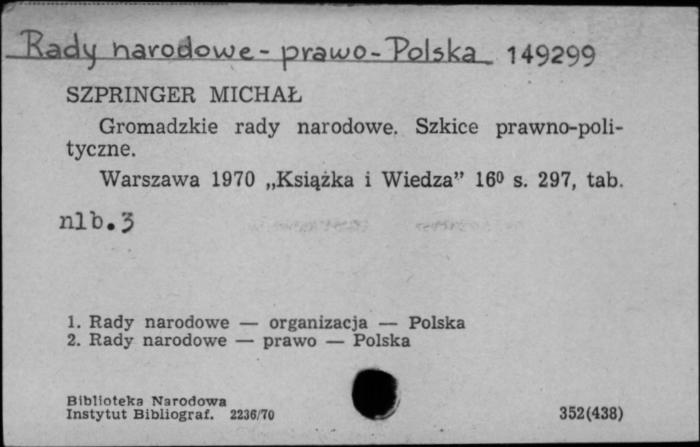 Rady narodowe - prawo - Polska 149299
SZPRINGER MICHAŁ
Gromadzkie rady narodowe. Szkice prawno-poli-
tyczne.
Warszawa 1970 „Książka i Wiedza” 16⁰ s. 297, tab.
nlb. 3
1. Rady narodowe — organizacja — Polska
2. Rady narodowe — prawo — Polska
Biblioteka Narodowa
Instytut Bibliograf. 2236/70
352(438)